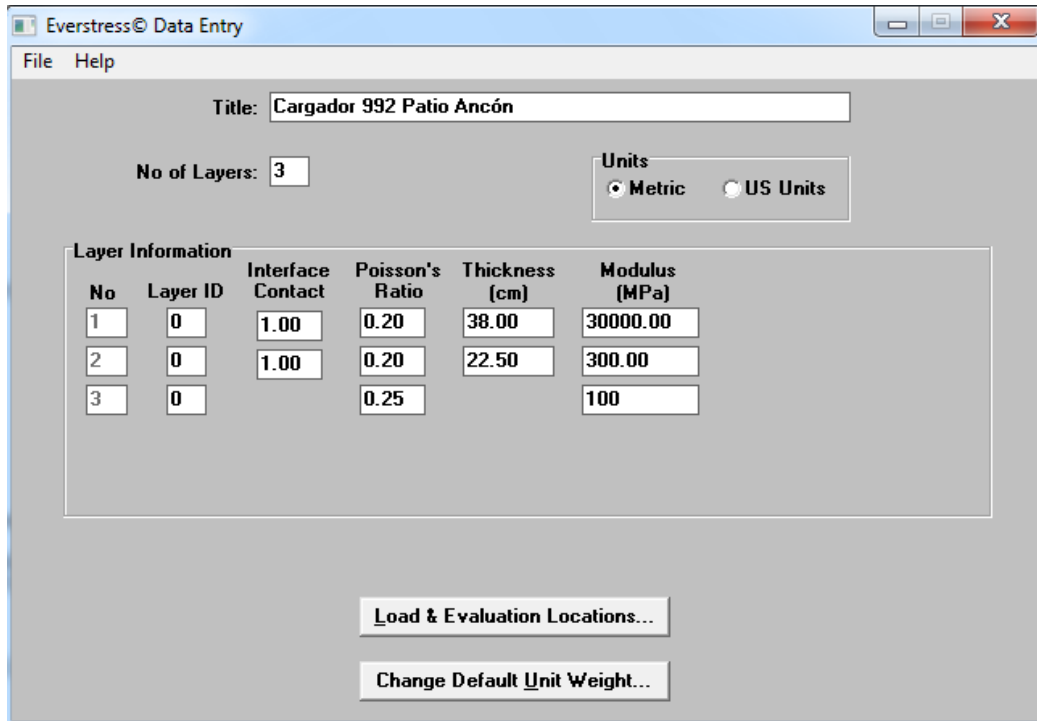 Everstress© Data Entry
File Help
Title: Cargador 992 Patio Ancón
No of Layers: 3
Units
Metric US Units
Layer Information
No Layer ID Interface Contact Poisson's Ratio Thickness (cm) Modulus (MPa)
1 0 1.00 0.20 38.00 30000.00
2 0 1.00 0.20 22.50 300.00
3 0 0.25 100
Load & Evaluation Locations...
Change Default Unit Weight...